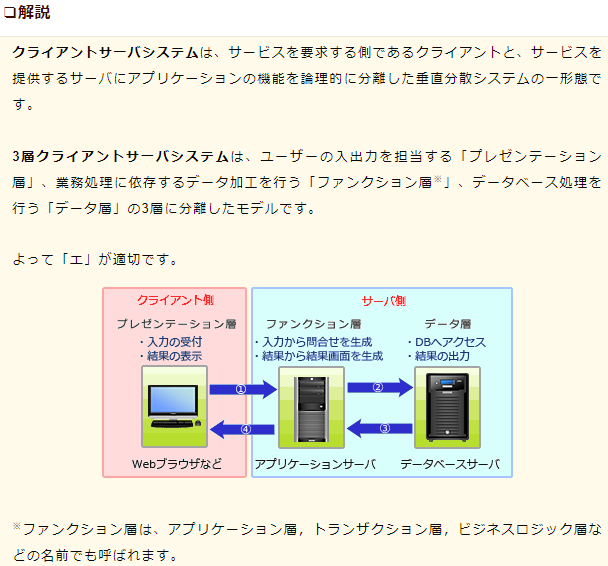 ❏解説
クライアントサーバシステムは、サービスを要求する側であるクライアントと、サービスを
提供するサーバにアプリケーションの機能を論理的に分離した垂直分散システムの一形態で
す。
3層クライアントサーバシステムは、ユーザーの入出力を担当する「プレゼンテーション
層」、業務処理に依存するデータ加工を行う「ファンクション層※」、データベース処理を
行う「データ層」の3層に分離したモデルです。
よって「エ」が適切です。
クライアント側
サーバ側
プレゼンテーション層
ファンクション層
データ層
・入力の受付
・結果の表示
・入力から問合せを生成
・結果から結果画面を生成
・DBへアクセス
・結果の出力
①
②
④
③
Webブラウザなど
アプリケーションサーバ
データベースサーバ
※ファンクション層は、アプリケーション層，トランザクション層，ビジネスロジック層な
どの名前でも呼ばれます。